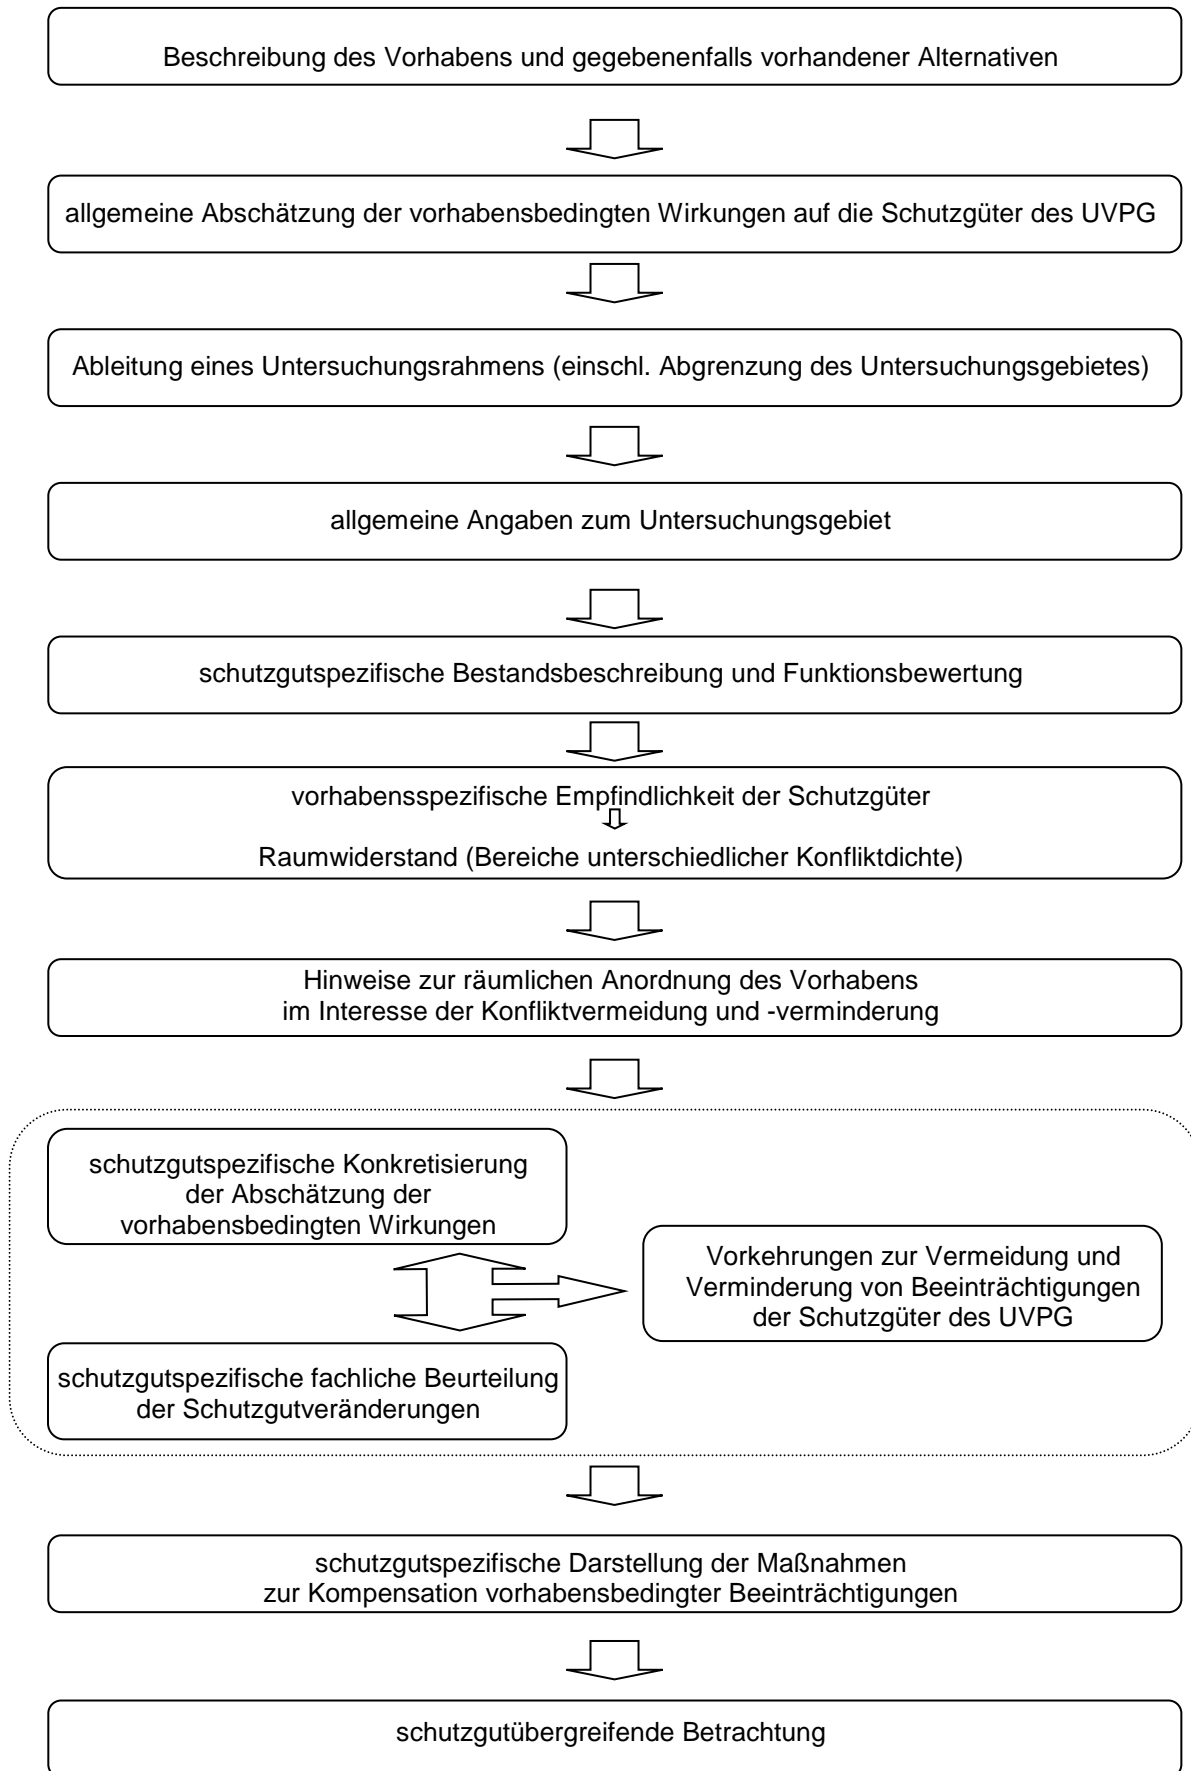 Beschreibung des Vorhabens und gegebenenfalls vorhandener Alternativen
allgemeine Abschätzung der vorhabensbedingten Wirkungen auf die Schutzgüter des UVPG
Ableitung eines Untersuchungsrahmens (einschl. Abgrenzung des Untersuchungsgebietes)
allgemeine Angaben zum Untersuchungsgebiet
schutzgutspezifische Bestandsbeschreibung und Funktionsbewertung
vorhabensspezifische Empfindlichkeit der Schutzgüter
Raumwiderstand (Bereiche unterschiedlicher Konfliktdichte)
Hinweise zur räumlichen Anordnung des Vorhabens
im Interesse der Konfliktvermeidung und -verminderung
schutzgutspezifische Konkretisierung
der Abschätzung der
vorhabensbedingten Wirkungen
Vorkehrungen zur Vermeidung und
Verminderung von Beeinträchtigungen
der Schutzgüter des UVPG
schutzgutspezifische fachliche Beurteilung
der Schutzgutveränderungen
schutzgutspezifische Darstellung der Maßnahmen
zur Kompensation vorhabensbedingter Beeinträchtigungen
schutzgutübergreifende Betrachtung